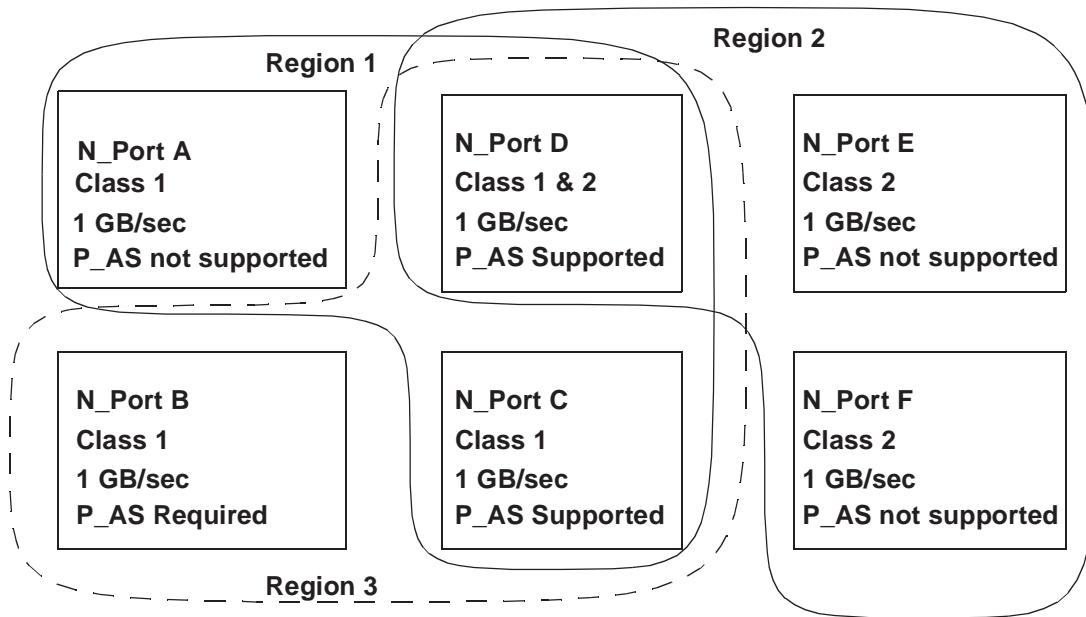 Region 1
Region 2
N_Port A
Class 1
1 GB/sec
P_AS not supported
N_Port D
Class 1 & 2
1 GB/sec
P_AS Supported
N_Port E
Class 2
1 GB/sec
P_AS not supported
N_Port B
Class 1
1 GB/sec
P_AS Required
N_Port C
Class 1
1 GB/sec
P_AS Supported
N_Port F
Class 2
1 GB/sec
P_AS not supported
Region 3